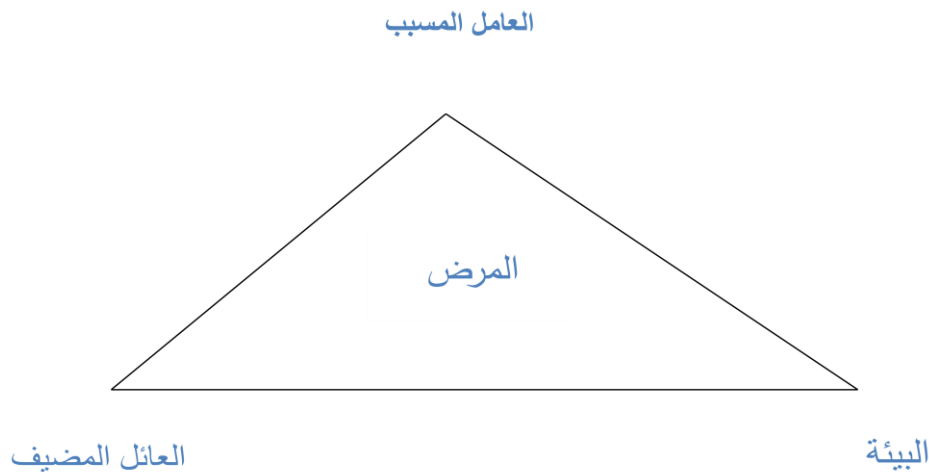 العامل المسبب
المرض
البيئة
العائل المضيف